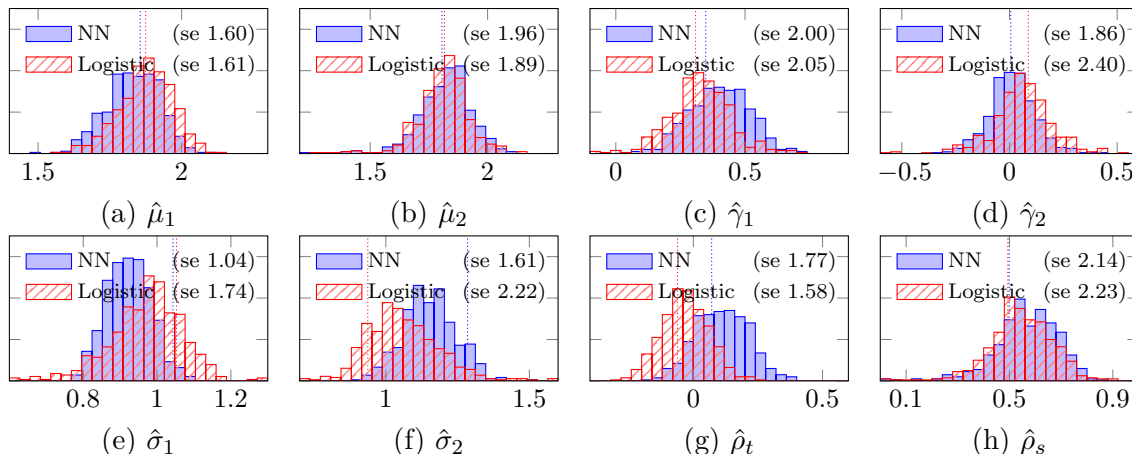 NN (se 1.60) NN (se 1.96) NN (se 2.00) NN (se 1.86)
Logistic (se 1.61) Logistic (se 1.89) Logistic (se 2.05) Logistic (se 2.40)
1.5 2 1.5 2 0 0.5 −0.5 0 0.5
(a) μ̂₁ (b) μ̂₂ (c) γ̂₁ (d) γ̂₂
NN (se 1.04) NN (se 1.61) NN (se 1.77) NN (se 2.14)
Logistic (se 1.74) Logistic (se 2.22) Logistic (se 1.58) Logistic (se 2.23)
0.8 1 1.2 1 1.5 0 0.5 0.1 0.5 0.9
(e) σ̂₁ (f) σ̂₂ (g) ρ̂ₜ (h) ρ̂ₛ